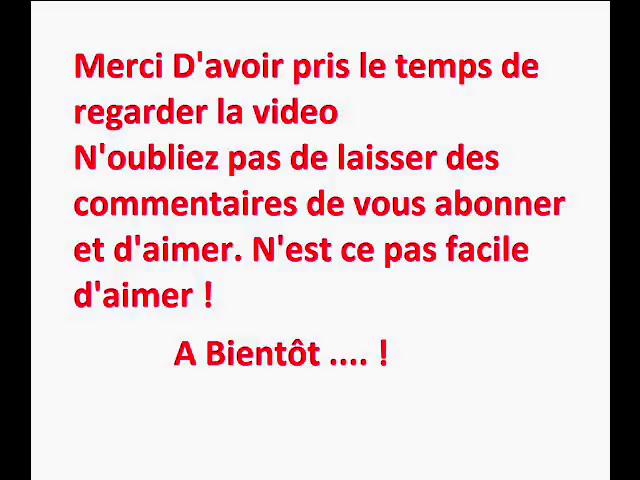 Merci D'avoir pris le temps de
regarder la video
N'oubliez pas de laisser des
commentaires de vous abonner
et d'aimer. N'est ce pas facile
d'aimer !
A Bientôt .... !